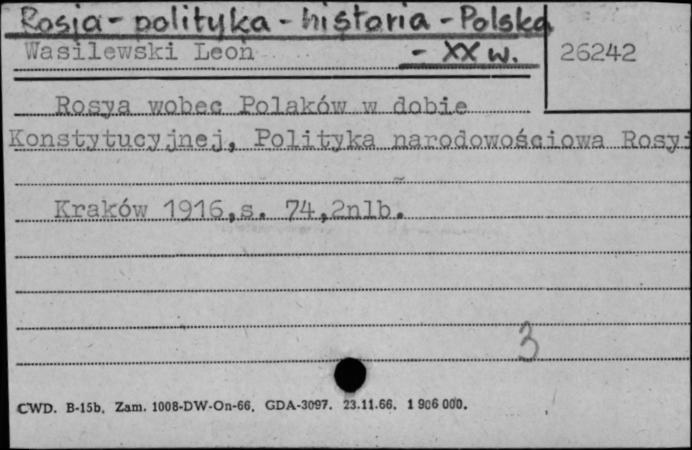 Rosja - polityka - historia - Polska
Wasilewski Leon
- XX w.
26242
Rosya wobec Polaków w dobie
Konstytucyjnej, Polityka narodowościowa Rosyi
Kraków 1916,s. 74,2nlb.
3
CWD. B-15b. Zam. 1008-DW-On-66. GDA-3097. 23.11.66. 1 906 000.